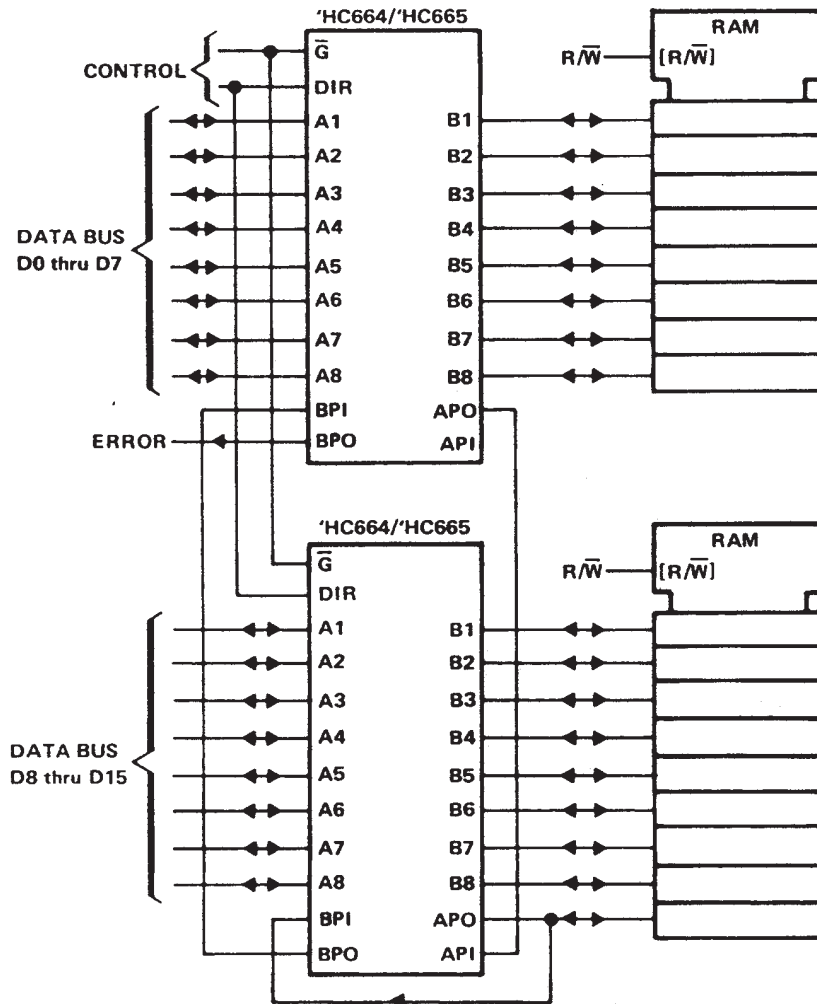 'HC664/'HC665
RAM
CONTROL
G̅
R/W̅
[R/W̅]
DIR
A1
B1
A2
B2
A3
B3
A4
B4
DATA BUS
D0 thru D7
A5
B5
A6
B6
A7
B7
A8
B8
BPI
APO
ERROR
BPO
API
'HC664/'HC665
RAM
G̅
R/W̅
[R/W̅]
DIR
A1
B1
A2
B2
A3
B3
A4
B4
DATA BUS
D8 thru D15
A5
B5
A6
B6
A7
B7
A8
B8
BPI
APO
BPO
API